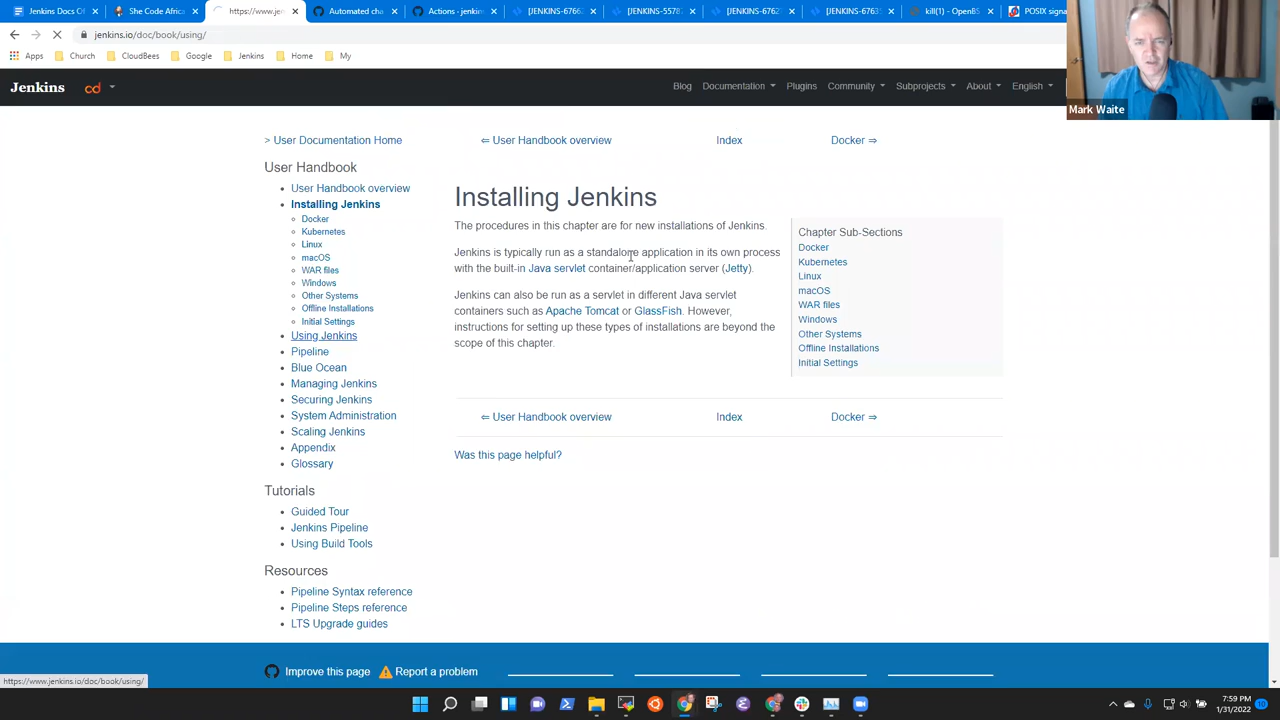 Jenkins Docs Of
She Code Africa
https://www.jen
Automated cha
Actions · jenkin
[JENKINS-6766
[JENKINS-5578
[JENKINS-6762
[JENKINS-6763
kill(1) - OpenBS
POSIX signa
jenkins.io/doc/book/using/
Apps
Church
CloudBees
Google
Jenkins
Home
My
Jenkins
cd
Blog
Documentation
Plugins
Community
Subprojects
About
English
Mark Waite
> User Documentation Home
⇐ User Handbook overview
Index
Docker ⇒
User Handbook
User Handbook overview
Installing Jenkins
Docker
Kubernetes
Linux
macOS
WAR files
Windows
Other Systems
Offline Installations
Initial Settings
Using Jenkins
Pipeline
Blue Ocean
Managing Jenkins
Securing Jenkins
System Administration
Scaling Jenkins
Appendix
Glossary
Tutorials
Guided Tour
Jenkins Pipeline
Using Build Tools
Resources
Pipeline Syntax reference
Pipeline Steps reference
LTS Upgrade guides
Installing Jenkins
The procedures in this chapter are for new installations of Jenkins.
Jenkins is typically run as a standalone application in its own process
with the built-in Java servlet container/application server (Jetty).
Jenkins can also be run as a servlet in different Java servlet
containers such as Apache Tomcat or GlassFish. However,
instructions for setting up these types of installations are beyond the
scope of this chapter.
Chapter Sub-Sections
Docker
Kubernetes
Linux
macOS
WAR files
Windows
Other Systems
Offline Installations
Initial Settings
⇐ User Handbook overview
Index
Docker ⇒
Was this page helpful?
Improve this page
Report a problem
https://www.jenkins.io/doc/book/using/
7:59 PM
1/31/2022